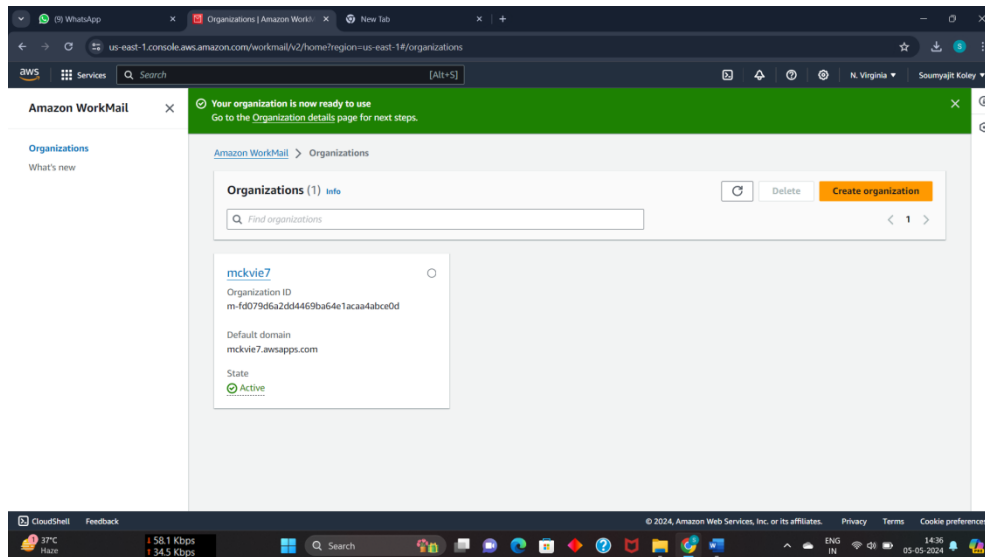 (9) WhatsApp
Organizations | Amazon WorkM
New Tab
us-east-1.console.aws.amazon.com/workmail/v2/home?region=us-east-1#/organizations
S
aws
Services
Search
[Alt+S]
N. Virginia
Soumyajit Koley
Amazon WorkMail
Organizations
What's new
Your organization is now ready to use
Go to the Organization details page for next steps.
Amazon WorkMail > Organizations
Organizations (1) Info
Delete
Create organization
Find organizations
1
mckvie7
Organization ID
m-fd079d6a2dd4469ba64e1acaa4abce0d
Default domain
mckvie7.awsapps.com
State
Active
CloudShell
Feedback
© 2024, Amazon Web Services, Inc. or its affiliates.
Privacy
Terms
Cookie preferences
1
37°C
Haze
58.1 Kbps
34.5 Kbps
Search
ENG
IN
14:36
05-05-2024